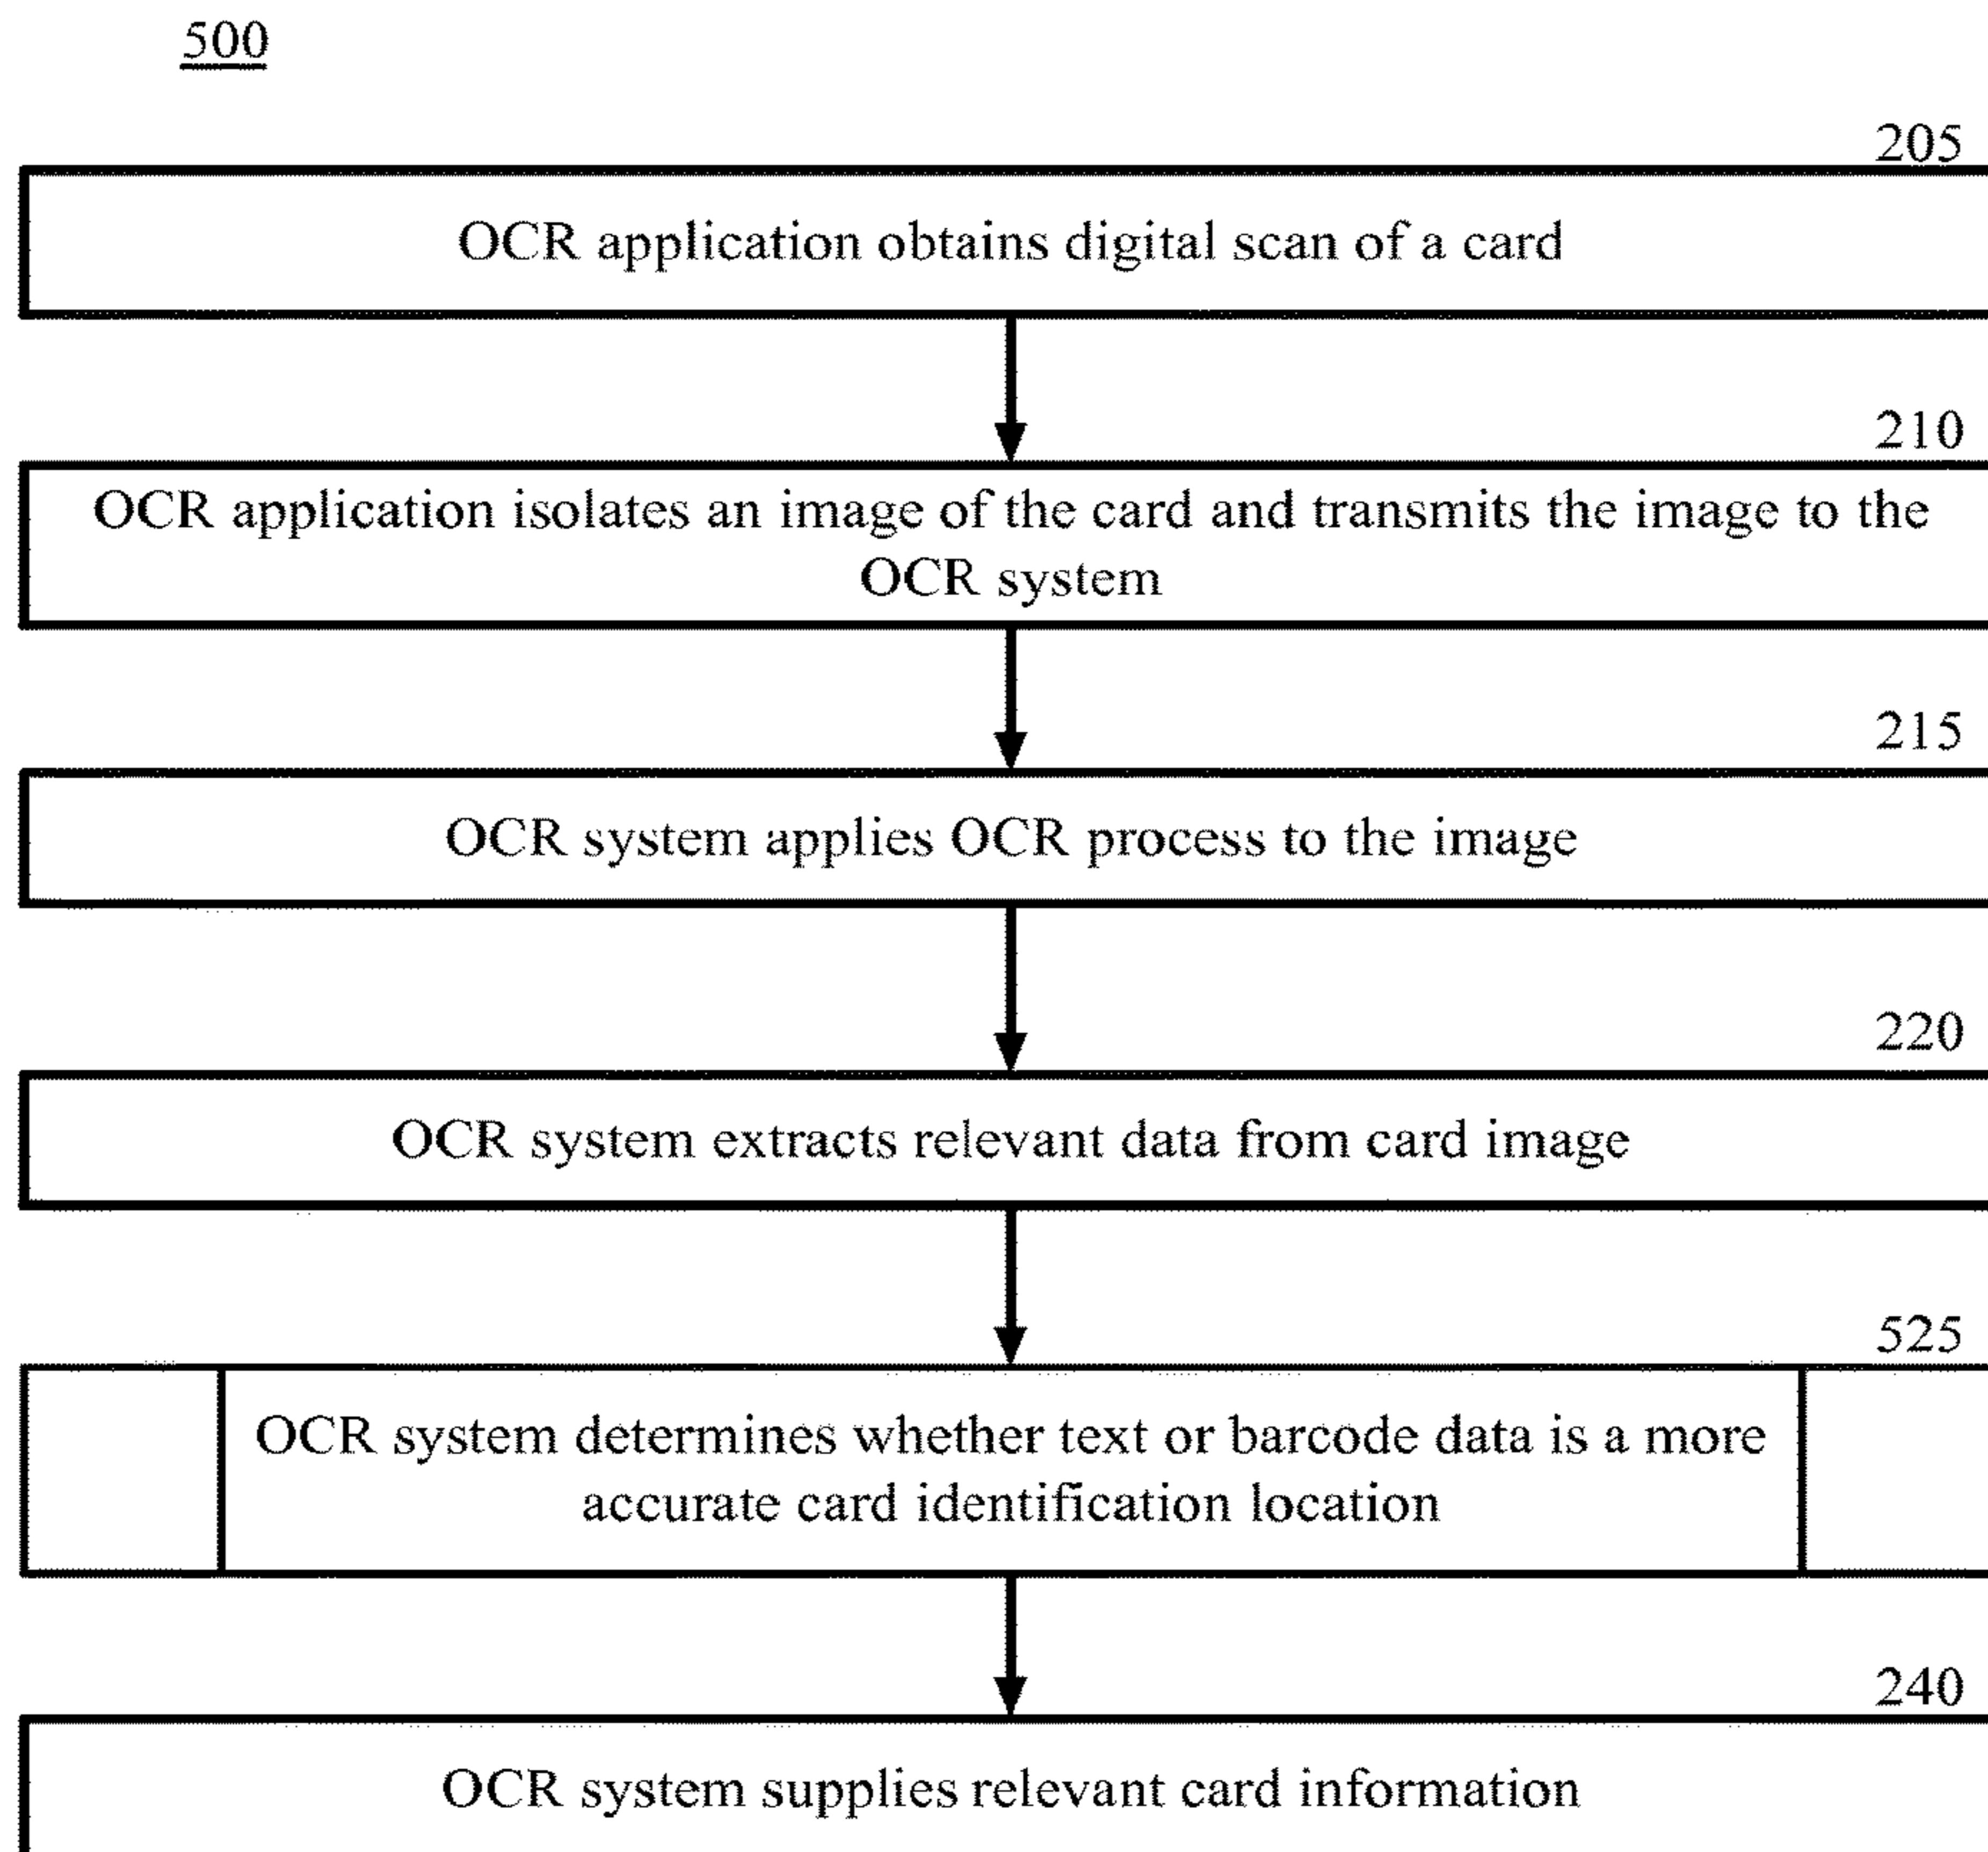 500
205
OCR application obtains digital scan of a card
210
OCR application isolates an image of the card and transmits the image to the
OCR system
215
OCR system applies OCR process to the image
220
OCR system extracts relevant data from card image
525
OCR system determines whether text or barcode data is a more
accurate card identification location
240
OCR system supplies relevant card information